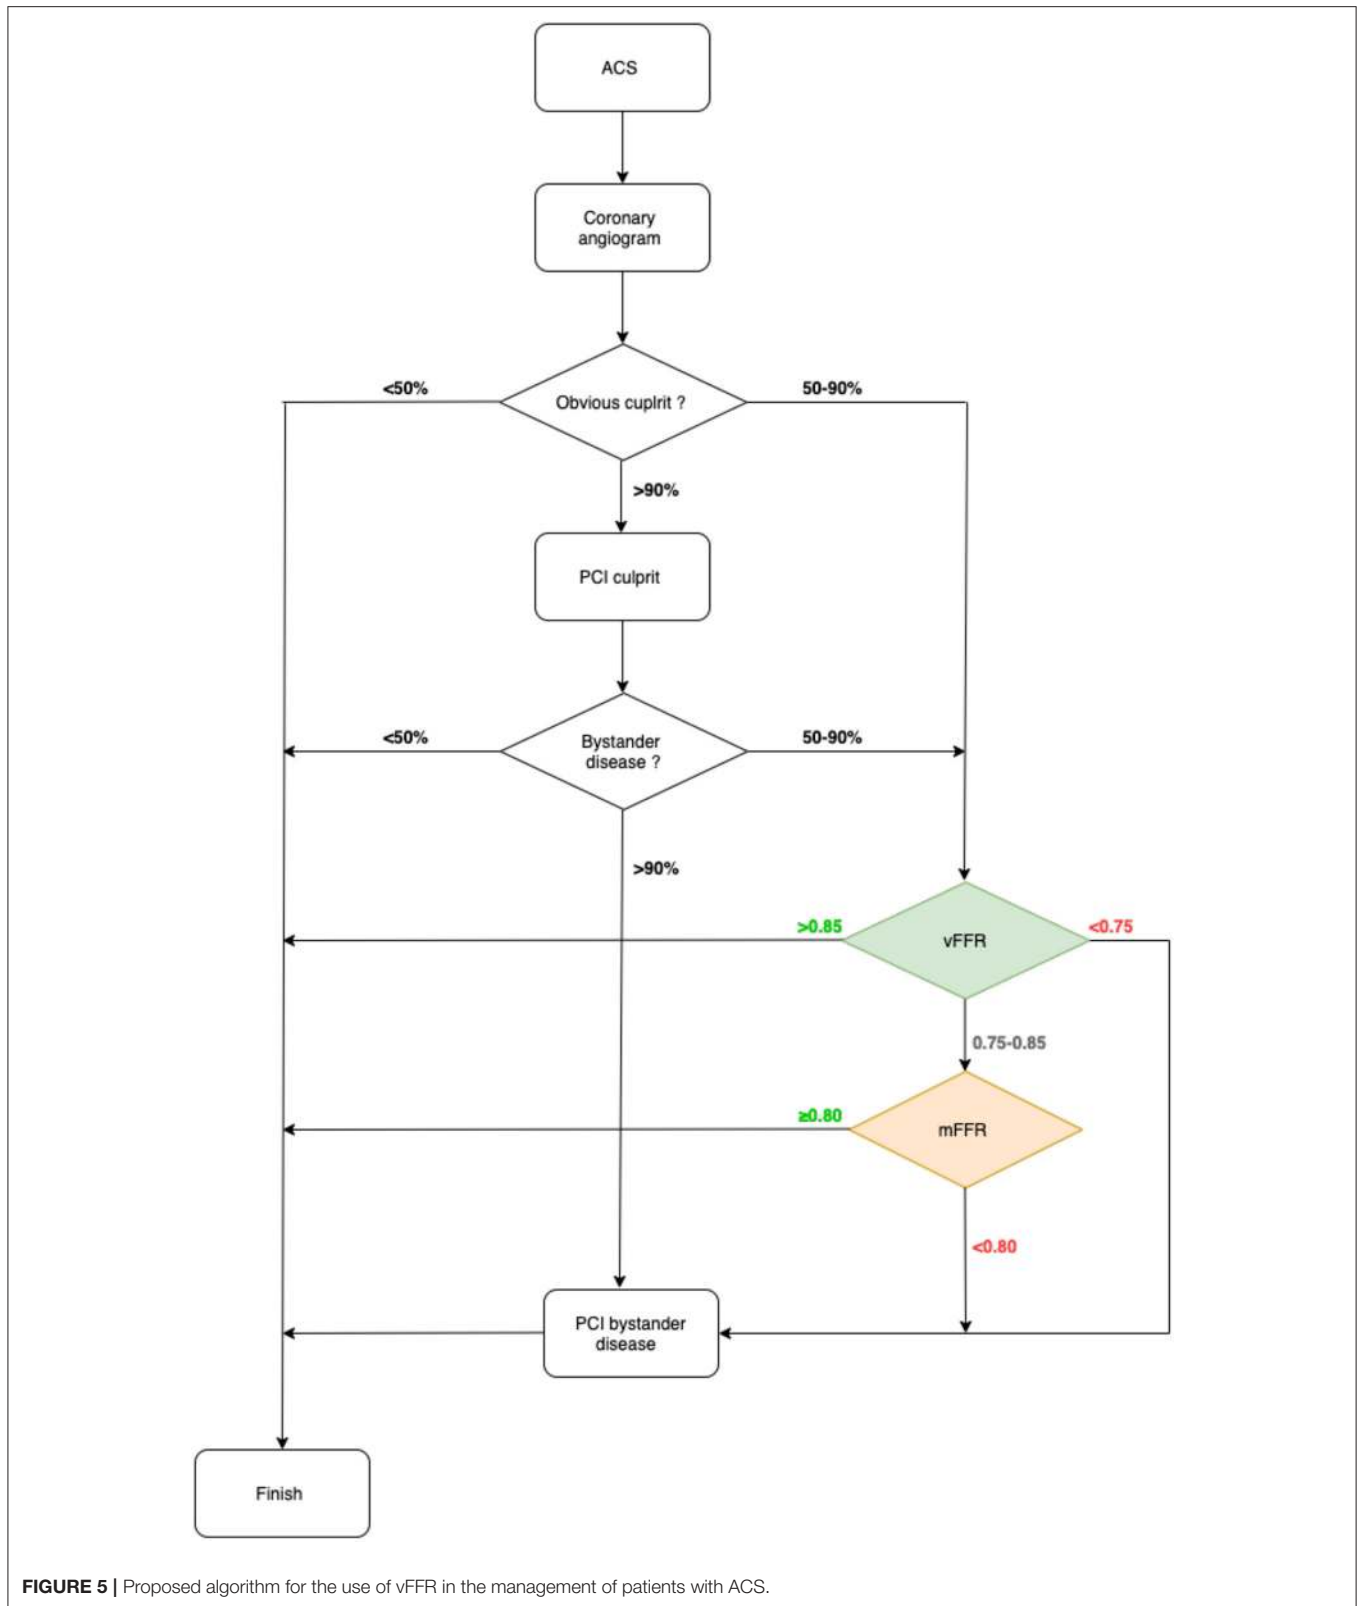 ACS
Coronary
angiogram
<50%
Obvious cuplrit ?
50-90%
>90%
PCI culprit
<50%
Bystander
disease ?
50-90%
>90%
>0.85
vFFR
<0.75
0.75-0.85
≥0.80
mFFR
<0.80
PCI bystander
disease
Finish
FIGURE 5 | Proposed algorithm for the use of vFFR in the management of patients with ACS.